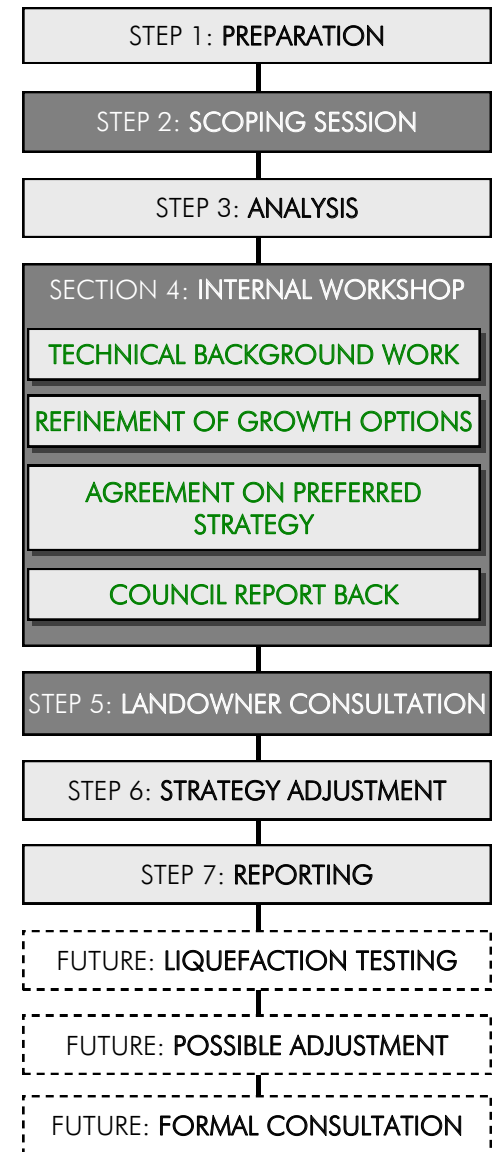 STEP 1: PREPARATION
STEP 2: SCOPING SESSION
STEP 3: ANALYSIS
SECTION 4: INTERNAL WORKSHOP
TECHNICAL BACKGROUND WORK
REFINEMENT OF GROWTH OPTIONS
AGREEMENT ON PREFERRED
STRATEGY
COUNCIL REPORT BACK
STEP 5: LANDOWNER CONSULTATION
STEP 6: STRATEGY ADJUSTMENT
STEP 7: REPORTING
FUTURE: LIQUEFACTION TESTING
FUTURE: POSSIBLE ADJUSTMENT
FUTURE: FORMAL CONSULTATION